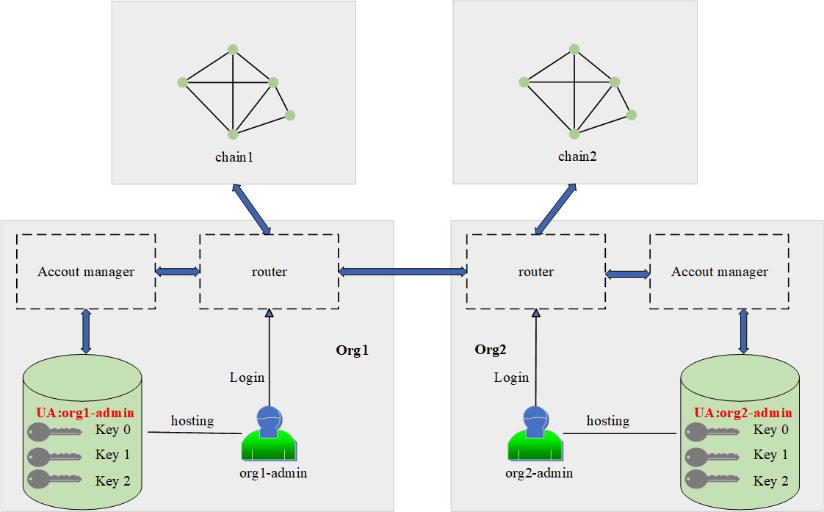 chain1
chain2
Accout manager
router
router
Accout manager
Org1
Org2
Login
Login
UA:org1-admin
Key 0
Key 1
Key 2
hosting
org1-admin
hosting
org2-admin
UA:org2-admin
Key 0
Key 1
Key 2